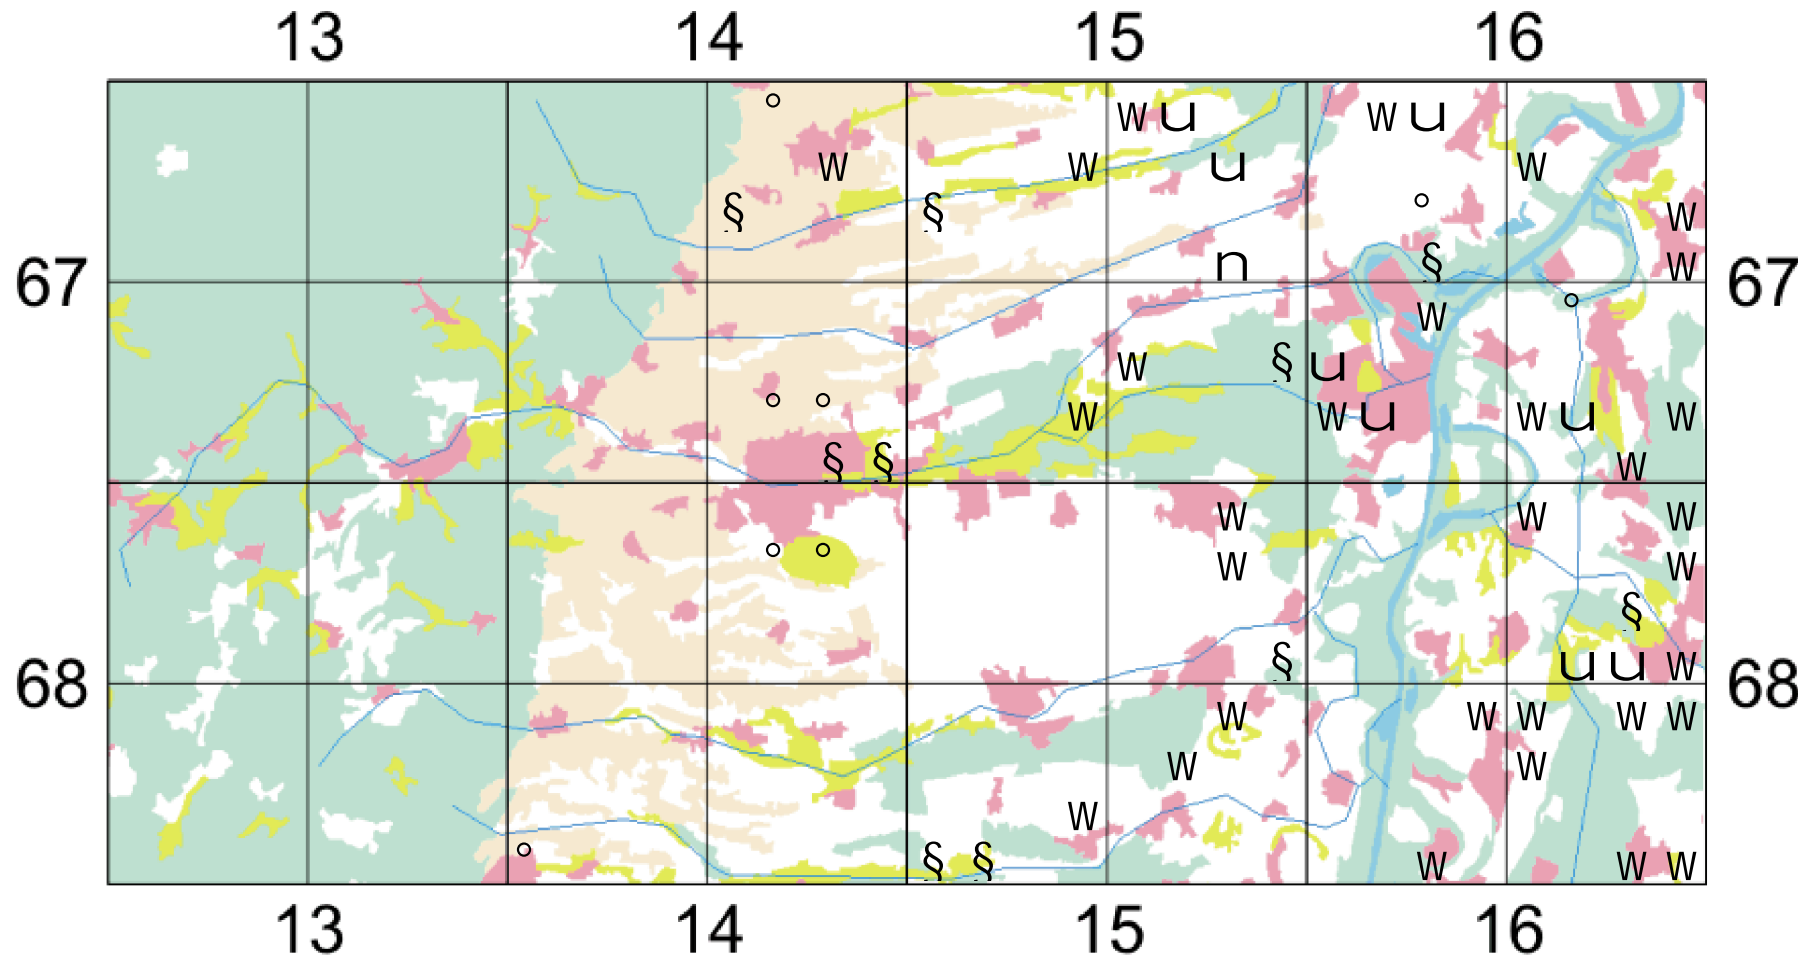 13 14 15 16
W u W u
W W u W
§ § W
67 n § W 67
W
W § u
W W u W u W
§ § W
W W W
W W
§
§ u u W
68 68
W W W W W
W W
W
§ § W W W
13 14 15 16